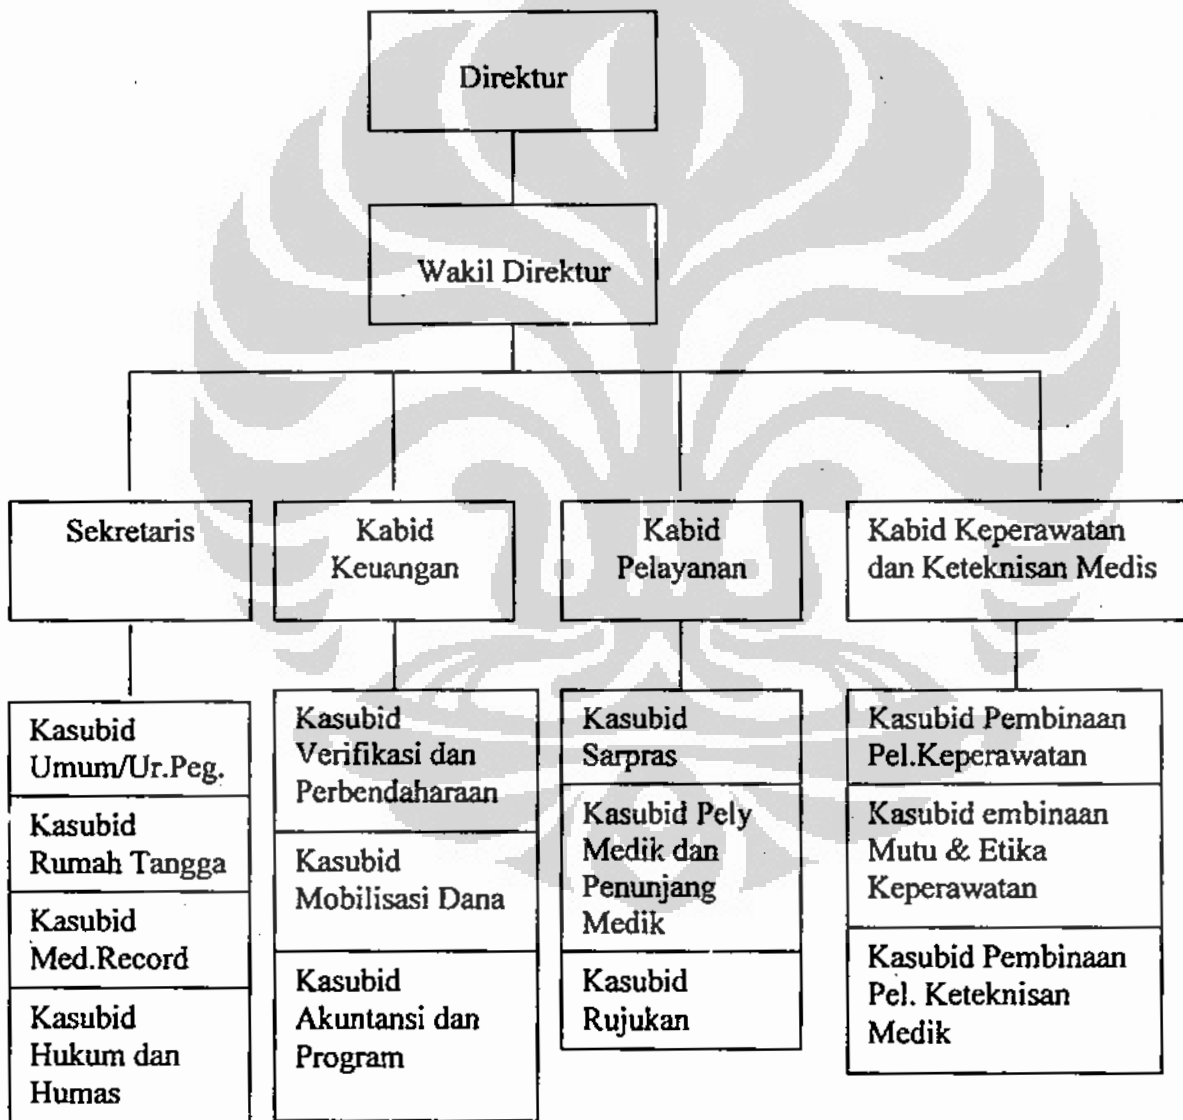 Direktur
Wakil Direktur
Sekretaris
Kabid
Keuangan
Kabid
Pelayanan
Kabid Keperawatan
dan Keteknisan Medis
Kasubid
Umum/Ur.Peg.
Kasubid
Rumah Tangga
Kasubid
Med.Record
Kasubid
Hukum dan
Humas
Kasubid
Verifikasi dan
Perbendaharaan
Kasubid
Mobilisasi Dana
Kasubid
Akuntansi dan
Program
Kasubid
Sarpras
Kasubid Pely
Medik dan
Penunjang
Medik
Kasubid
Rujukan
Kasubid Pembinaan
Pel.Keperawatan
Kasubid embinaan
Mutu & Etika
Keperawatan
Kasubid Pembinaan
Pel. Keteknisan
Medik